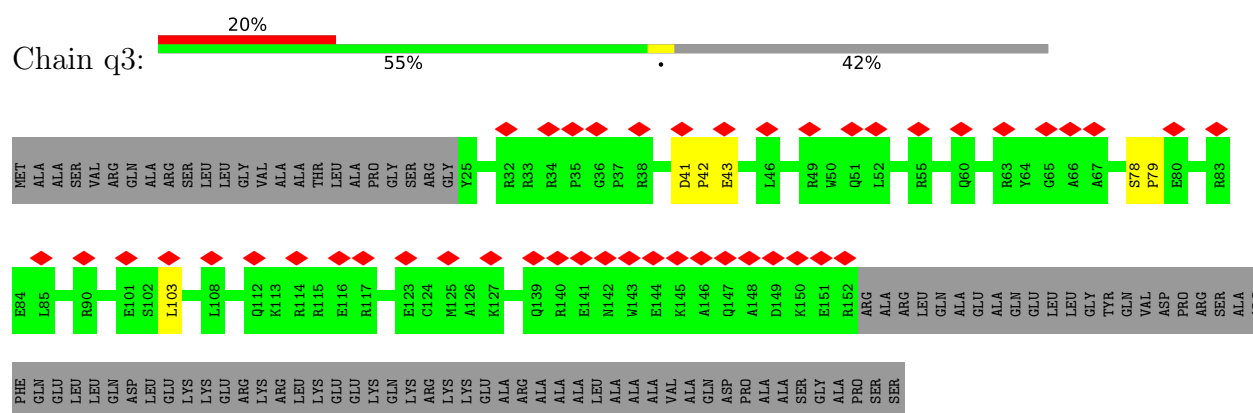 Chain q3:
20%
55%
•
42%
MET ALA ALA SER VAL ARG GLN ALA ARG SER LEU LEU GLY VAL ALA ALA THR LEU ALA PRO GLY SER ARG GLY Y25 R32 R33 R34 P35 G36 P37 R38 D41 P42 E43 L46 R49 W50 Q51 L52 R55 Q60 R63 Y64 G65 A66 A67 S78 P79 E80 R83
E84 L85 R90 E101 S102 L103 L108 Q112 K113 R114 R115 E116 R117 E123 C124 M125 A126 K127 Q139 R140 E141 N142 W143 E144 K145 A146 Q147 A148 D149 K150 E151 R152 ARG ALA ARG LEU GLN ALA GLU ALA GLN GLU LEU LEU GLY TYR GLN VAL ASP PRO ARG SER ALA
PHE GLN GLU LEU LEU GLN ASP LEU GLU LYS LYS GLU ARG LYS ARG LEU LYS GLU GLU LYS GLN LYS ARG LYS LYS GLU ALA ARG ALA ALA ALA LEU ALA ALA ALA VAL ALA GLN ASP PRO ALA ALA SER GLY ALA PRO SER SER